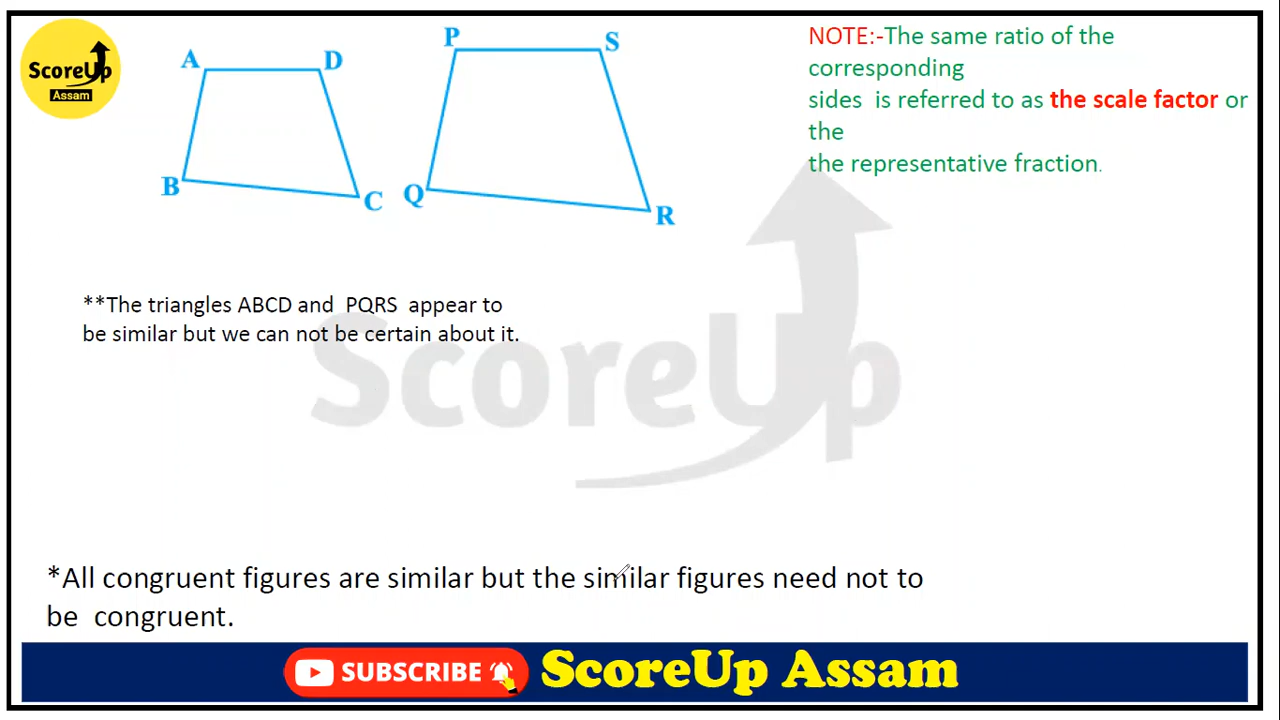 ScoreUp
Assam
A
D
B
C
P
S
Q
R
NOTE:-The same ratio of the
corresponding
sides is referred to as the scale factor or
the
the representative fraction.
**The triangles ABCD and PQRS appear to
be similar but we can not be certain about it.
ScoreUp
*All congruent figures are similar but the similar figures need not to
be congruent.
SUBSCRIBE
ScoreUp Assam